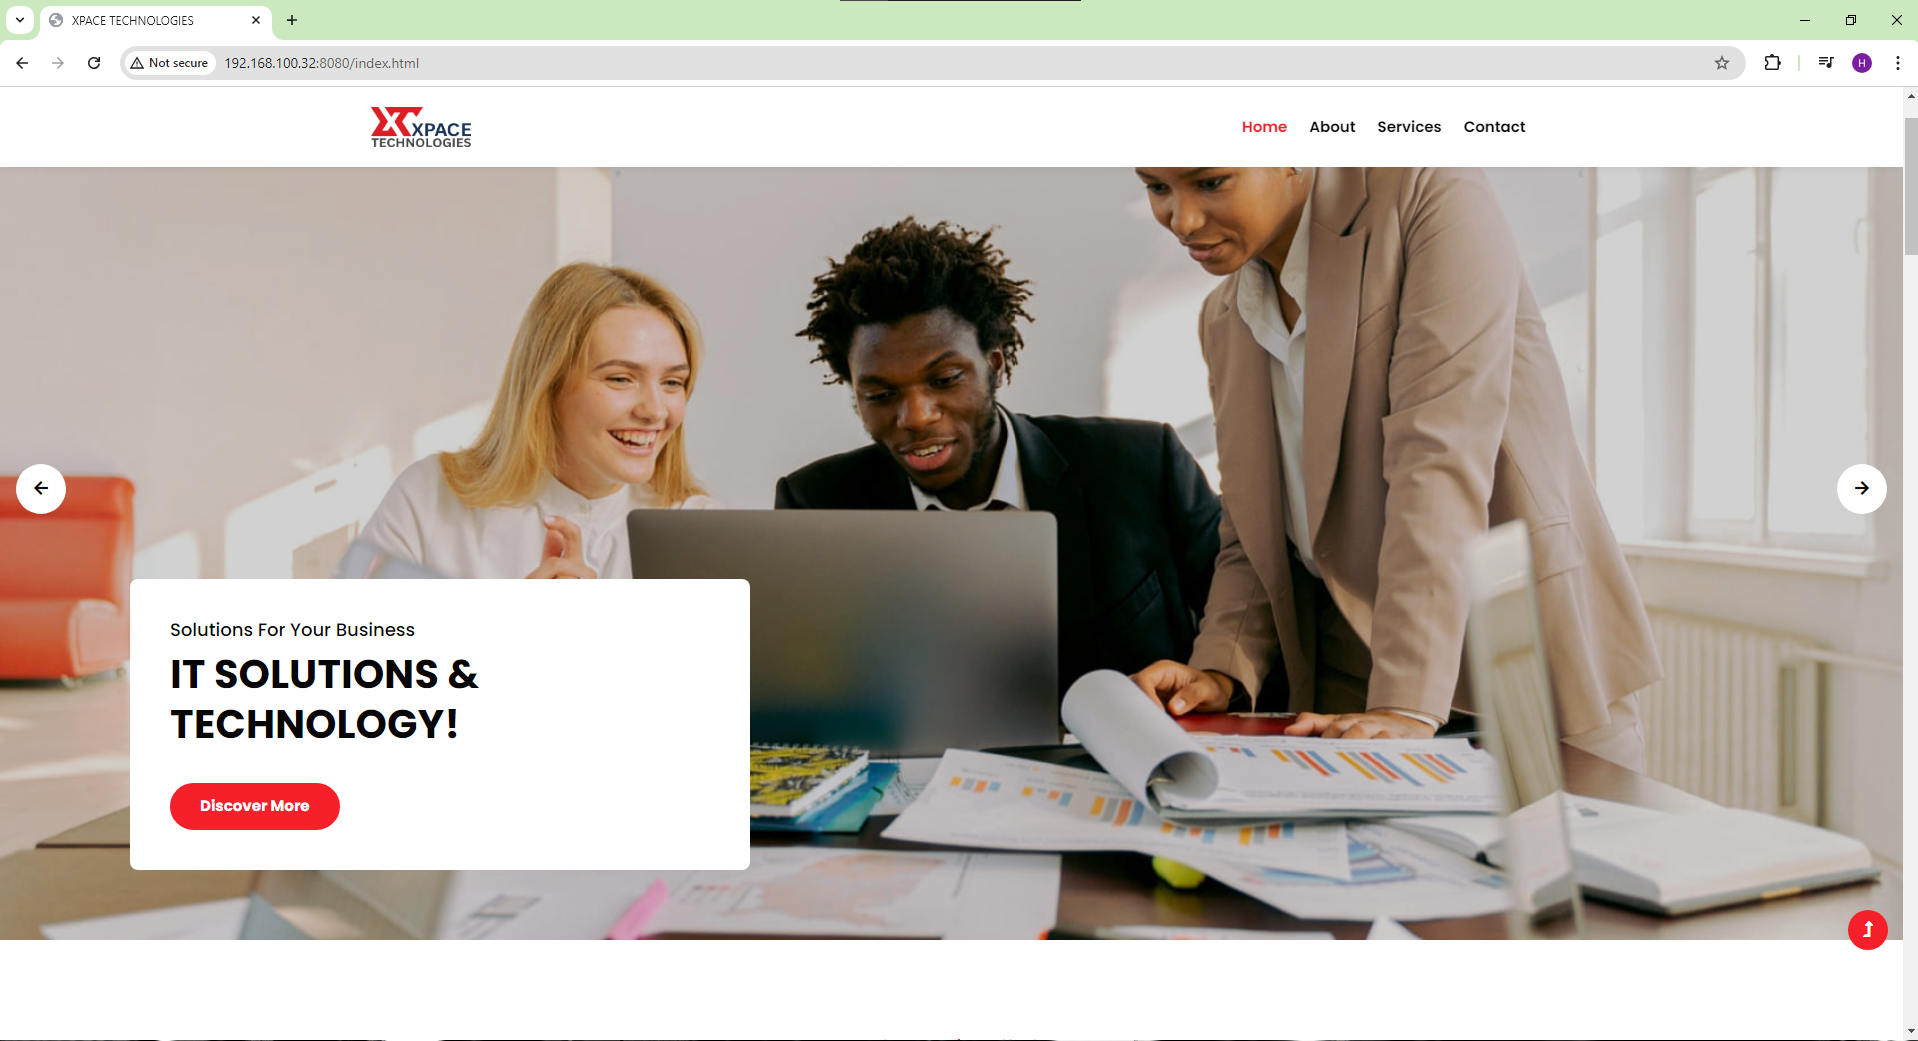 XPACE TECHNOLOGIES
Not secure
192.168.100.32:8080/index.html
H
XPACE
TECHNOLOGIES
Home About Services Contact
Solutions For Your Business
IT SOLUTIONS &
TECHNOLOGY!
Discover More